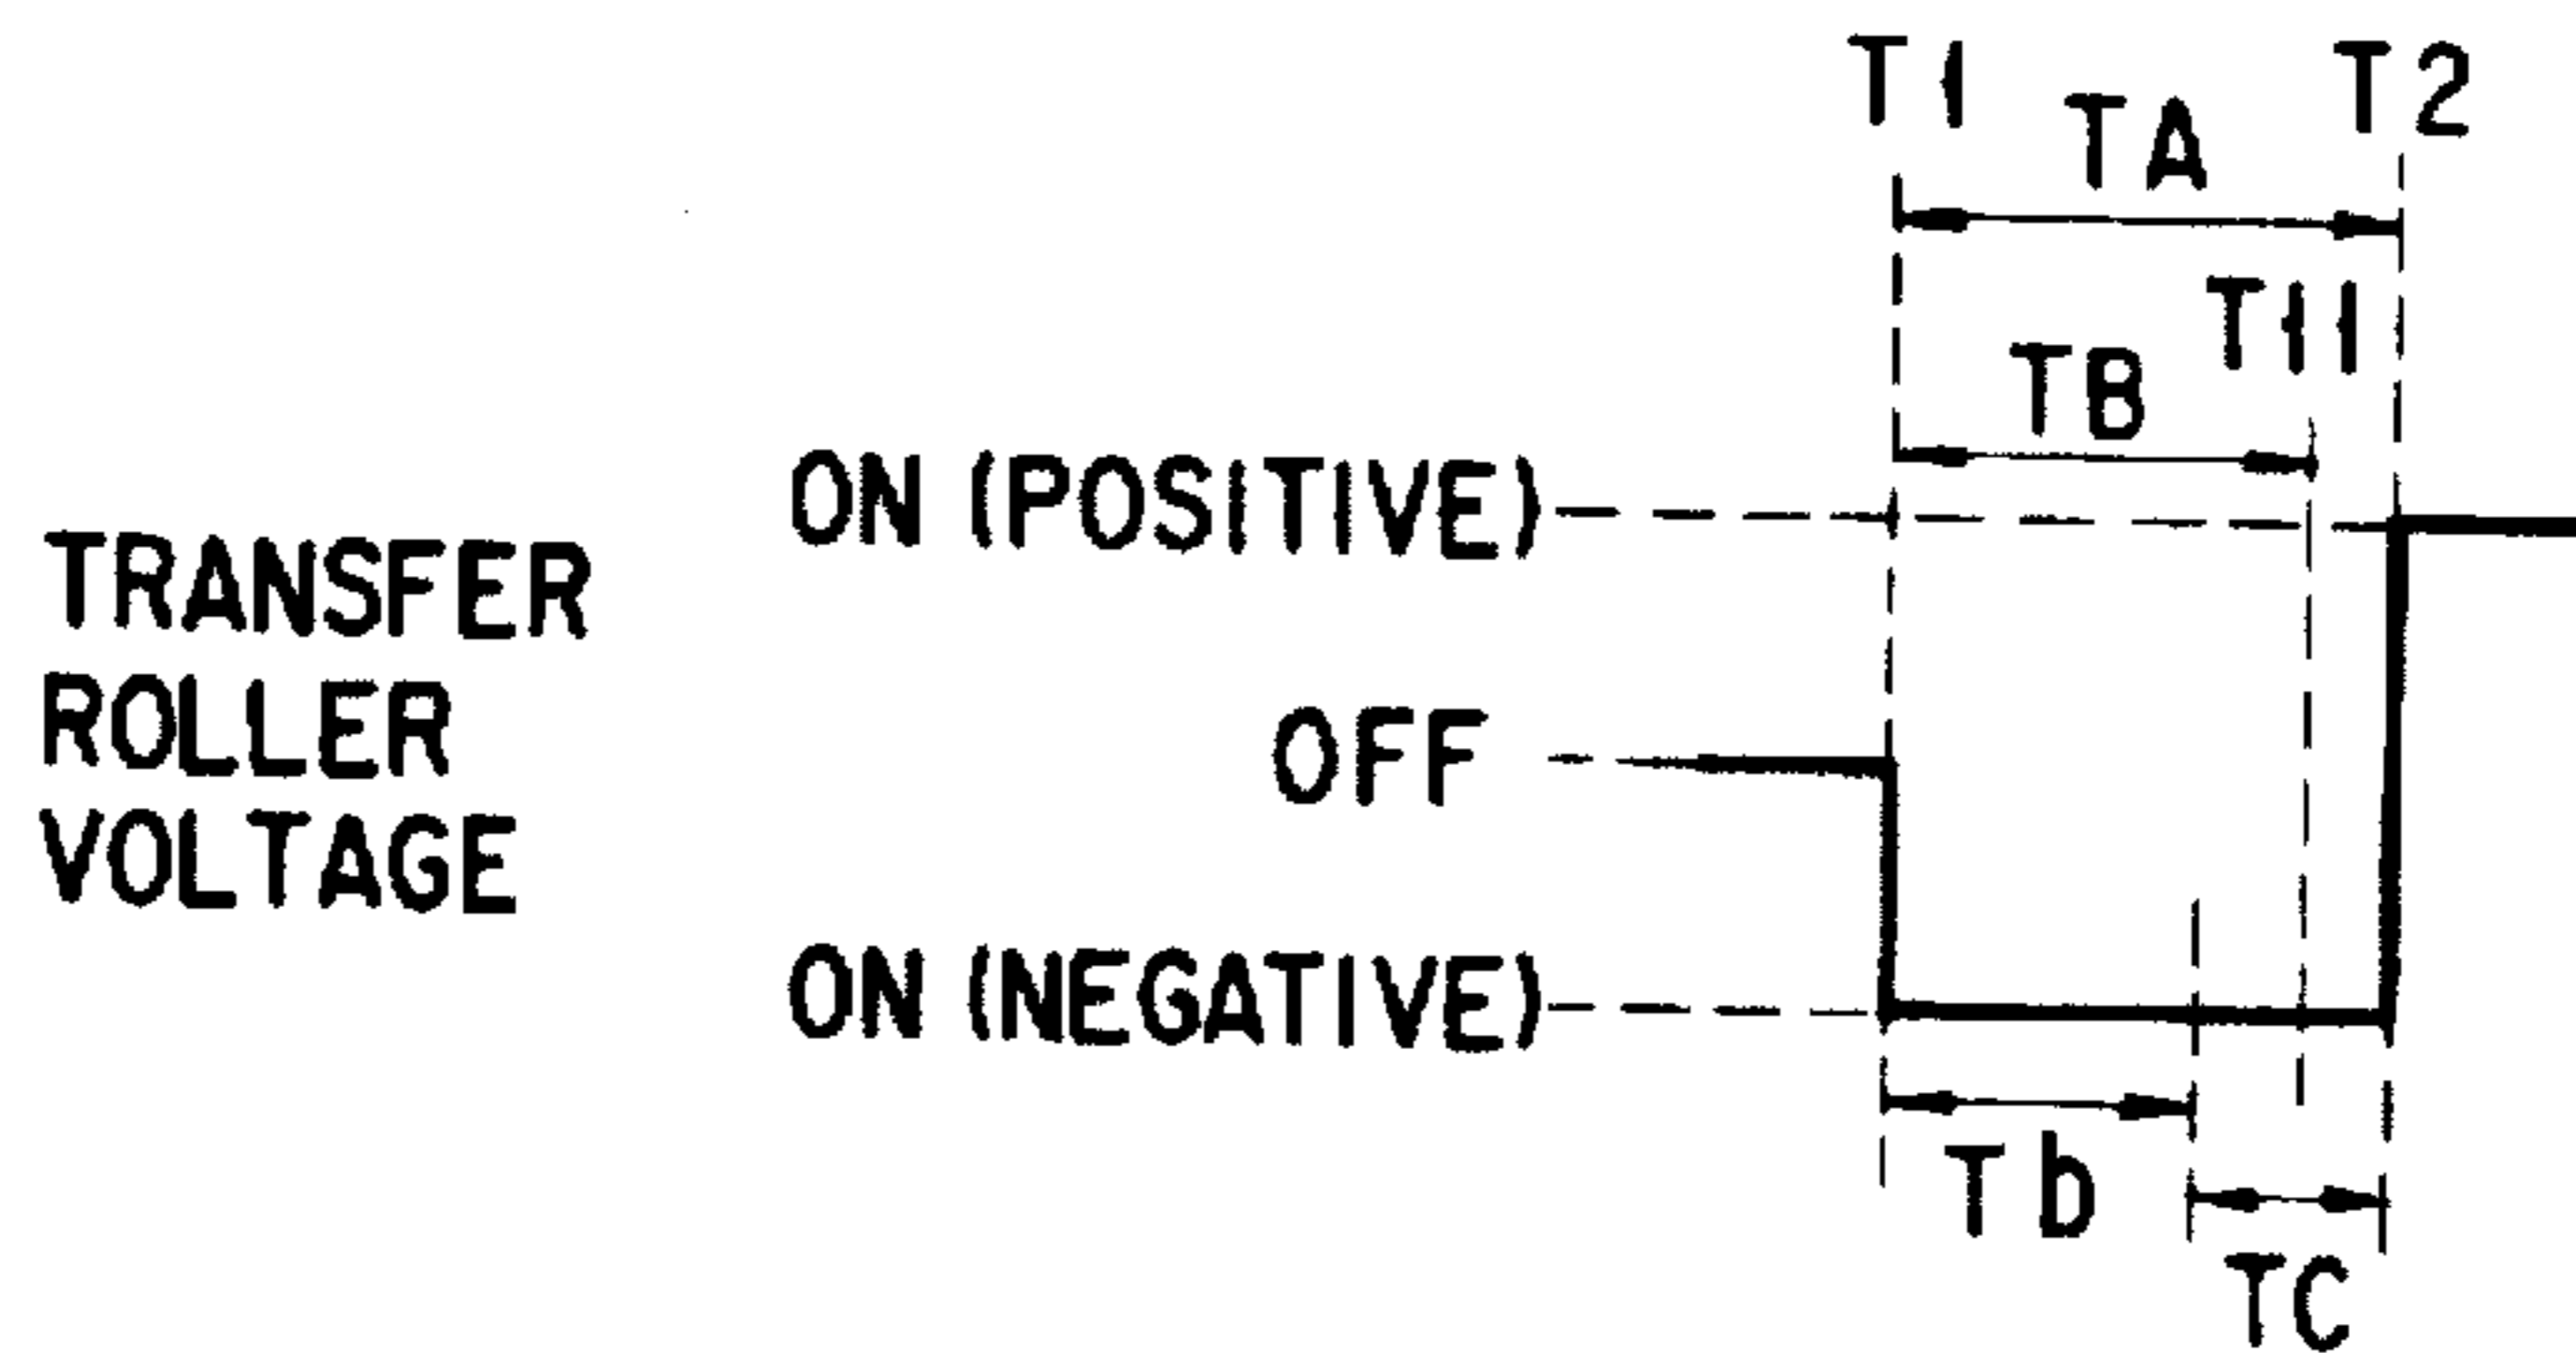 T1
T2
TA
T11
TB
ON (POSITIVE)
TRANSFER
ROLLER
VOLTAGE
OFF
ON (NEGATIVE)
Tb
TC